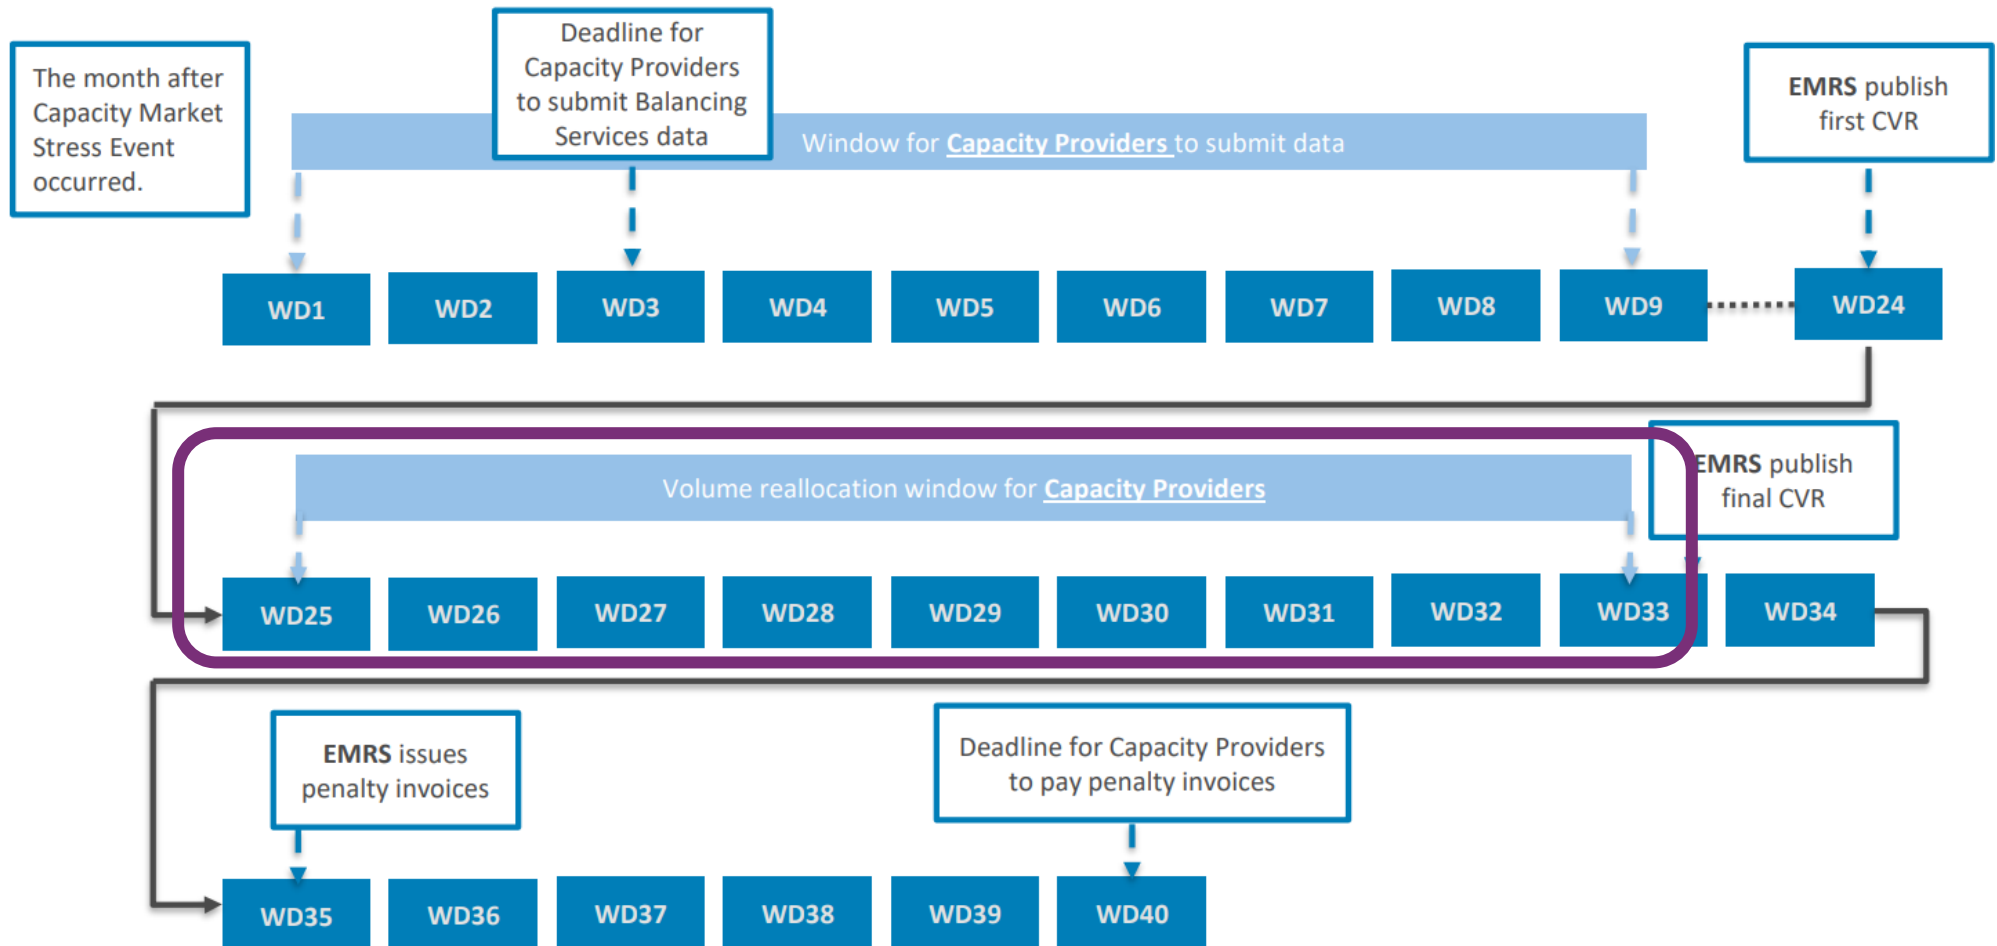 The month after
Capacity Market
Stress Event
occurred.
Deadline for
Capacity Providers
to submit Balancing
Services data
Window for Capacity Providers to submit data
EMRS publish
first CVR
WD1 WD2 WD3 WD4 WD5 WD6 WD7 WD8 WD9 WD24
Volume reallocation window for Capacity Providers
EMRS publish
final CVR
WD25 WD26 WD27 WD28 WD29 WD30 WD31 WD32 WD33 WD34
EMRS issues
penalty invoices
Deadline for Capacity Providers
to pay penalty invoices
WD35 WD36 WD37 WD38 WD39 WD40